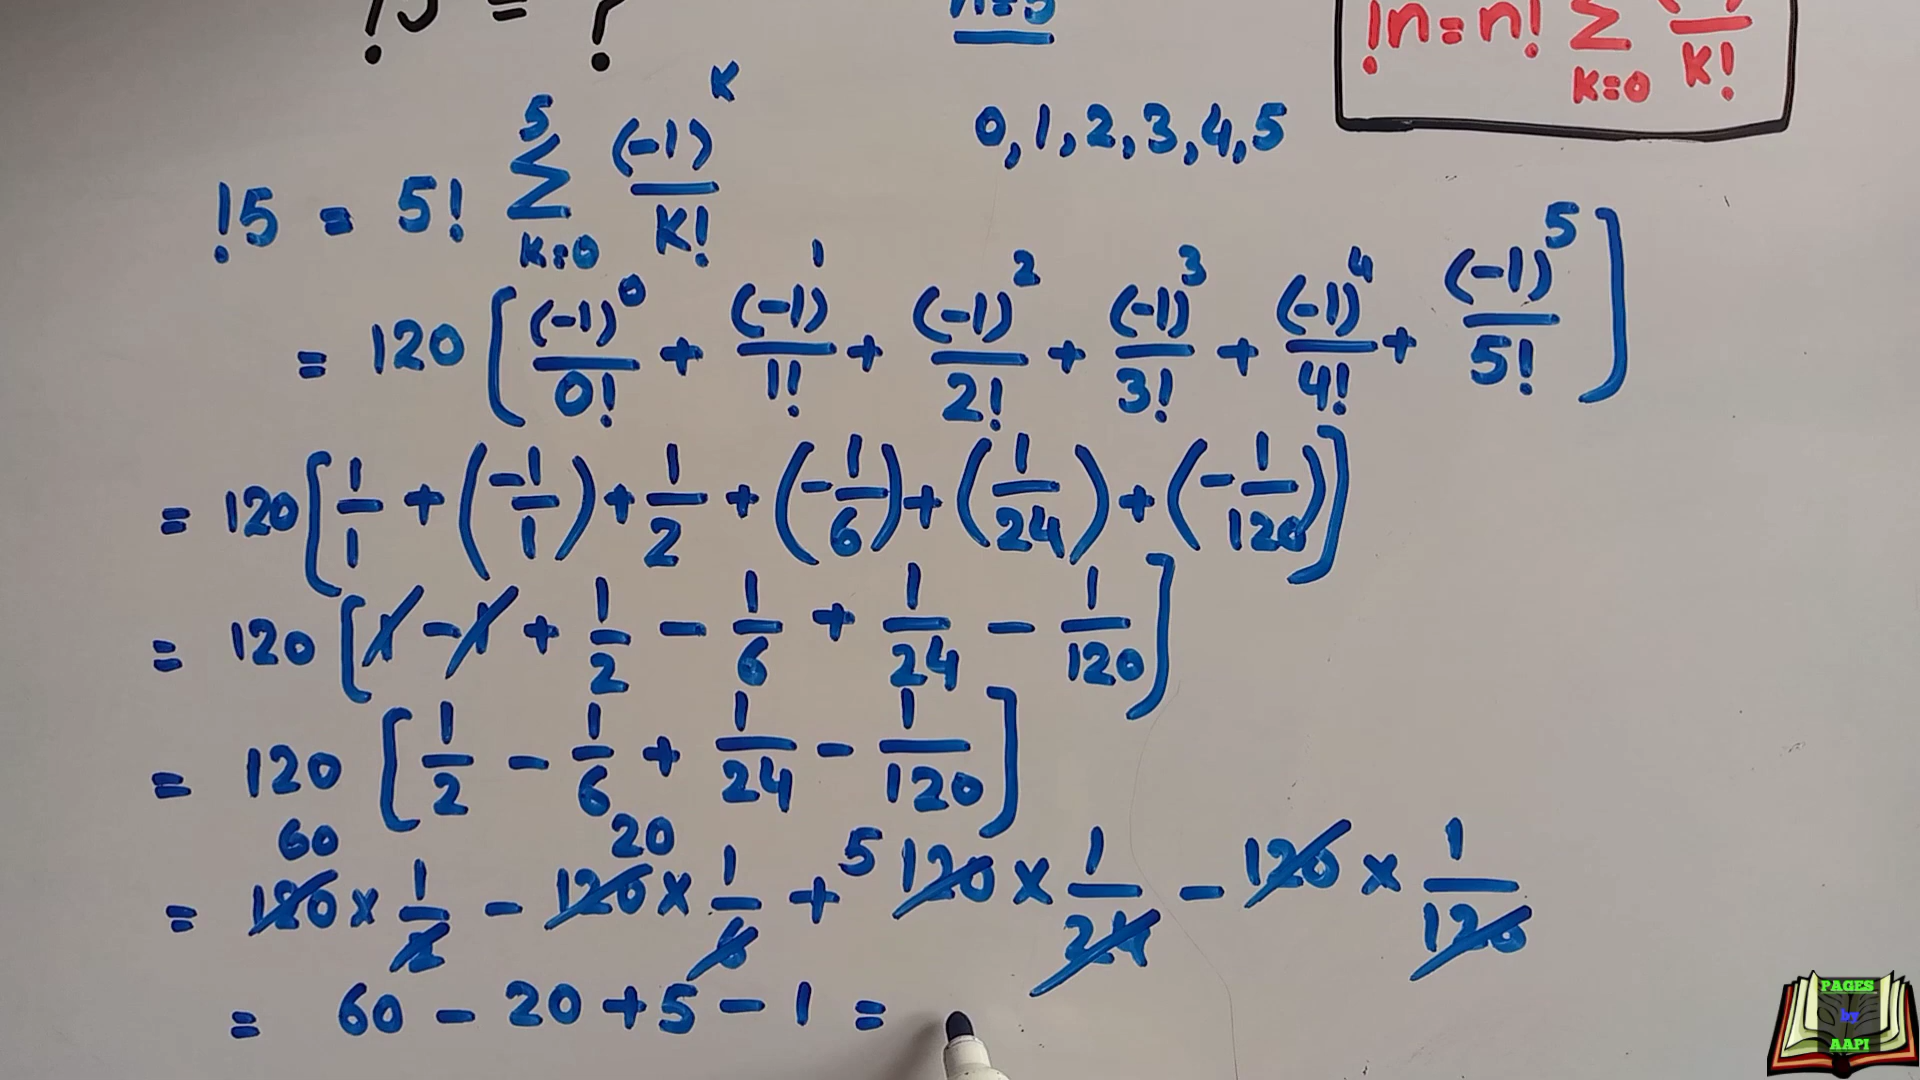 !5 = ?
n=5
!n=n! Σ k=0 k!
0,1,2,3,4,5
!5 = 5! Σ_{k=0}^{5} (-1)^k / k!
= 120 [ (-1)^0/0! + (-1)^1/1! + (-1)^2/2! + (-1)^3/3! + (-1)^4/4! + (-1)^5/5! ]
= 120 [ 1/1 + (-1/1) + 1/2 + (-1/6) + (1/24) + (-1/120) ]
= 120 [ 1 - 1 + 1/2 - 1/6 + 1/24 - 1/120 ]
= 120 [ 1/2 - 1/6 + 1/24 - 1/120 ]
60 20 5
= 120 × 1/2 - 120 × 1/6 + 120 × 1/24 - 120 × 1/120
= 60 - 20 + 5 - 1 =
PAGES
by
AAPI